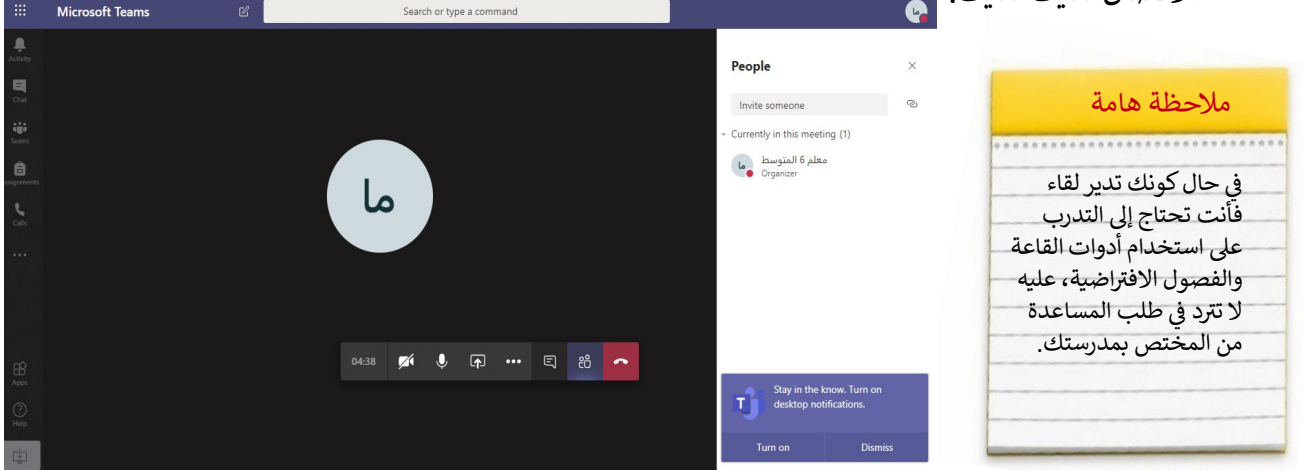 Microsoft Teams
Search or type a command
ما
Activity
Chat
Teams
ssignments
Calls
Apps
Help
ما
04:38
People
Invite someone
Currently in this meeting (1)
ما
معلم 6 المتوسط
Organizer
Stay in the know. Turn on
desktop notifications.
Turn on
Dismiss
ملاحظة هامة
في حال كونك تدير لقاء
فأنت تحتاج إلى التدرب
على استخدام أدوات القاعة
والفصول الافتراضية، عليه
لا تترد في طلب المساعدة
من المختص بمدرستك.